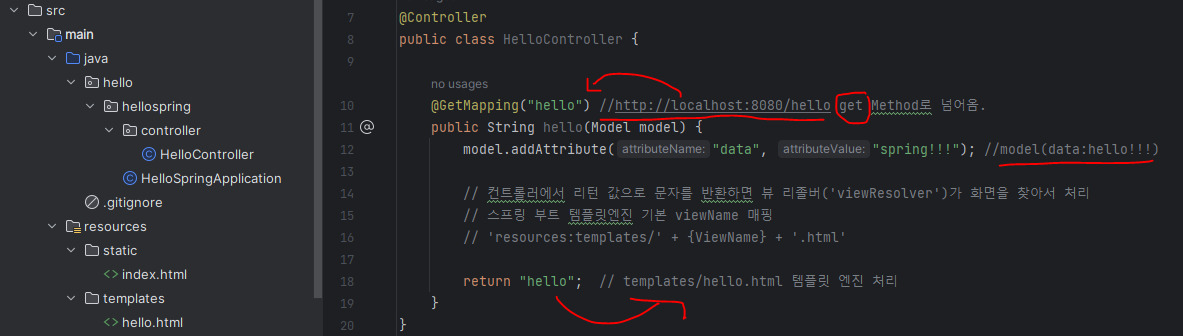 src
main
java
hello
hellospring
controller
HelloController
HelloSpringApplication
.gitignore
resources
static
index.html
templates
hello.html
7 @Controller
8 public class HelloController {
9
no usages
10 @GetMapping("hello") //http://localhost:8080/hello get Method로 넘어옴.
11 public String hello(Model model) {
12 model.addAttribute( attributeName: "data", attributeValue: "spring!!!"); //model(data:hello!!!)
14 // 컨트롤러에서 리턴 값으로 문자를 반환하면 뷰 리졸버('viewResolver')가 화면을 찾아서 처리
15 // 스프링 부트 템플릿엔진 기본 viewName 매핑
16 // 'resources:templates/' + {ViewName} + '.html'
18 return "hello"; // templates/hello.html 템플릿 엔진 처리
19 }
20 }